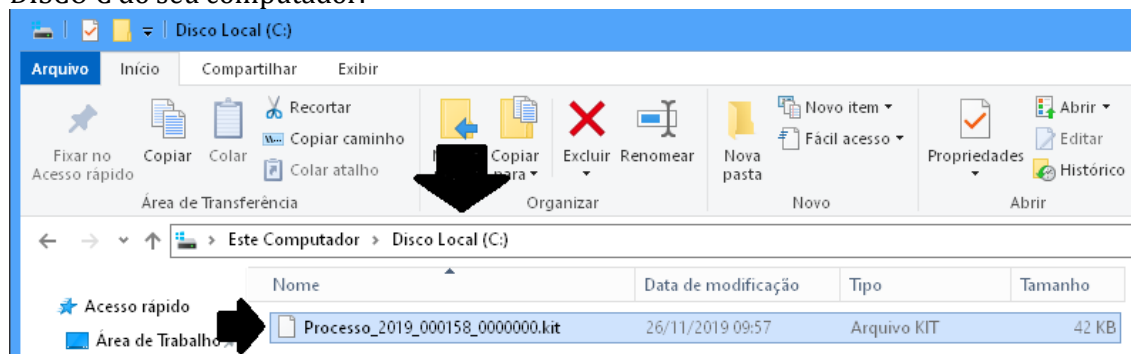 DISCO C do seu computador.
Disco Local (C:)
Arquivo Início Compartilhar Exibir
Fixar no Acesso rápido
Copiar
Colar
Recortar
Copiar caminho
Colar atalho
Área de Transferência
Copiar para
Excluir
Renomear
Organizar
Nova pasta
Novo item
Fácil acesso
Novo
Propriedades
Abrir
Editar
Histórico
Abrir
Este Computador > Disco Local (C:)
Nome Data de modificação Tipo Tamanho
Acesso rápido
Área de Trabalho
Processo_2019_000158_0000000.kit 26/11/2019 09:57 Arquivo KIT 42 KB